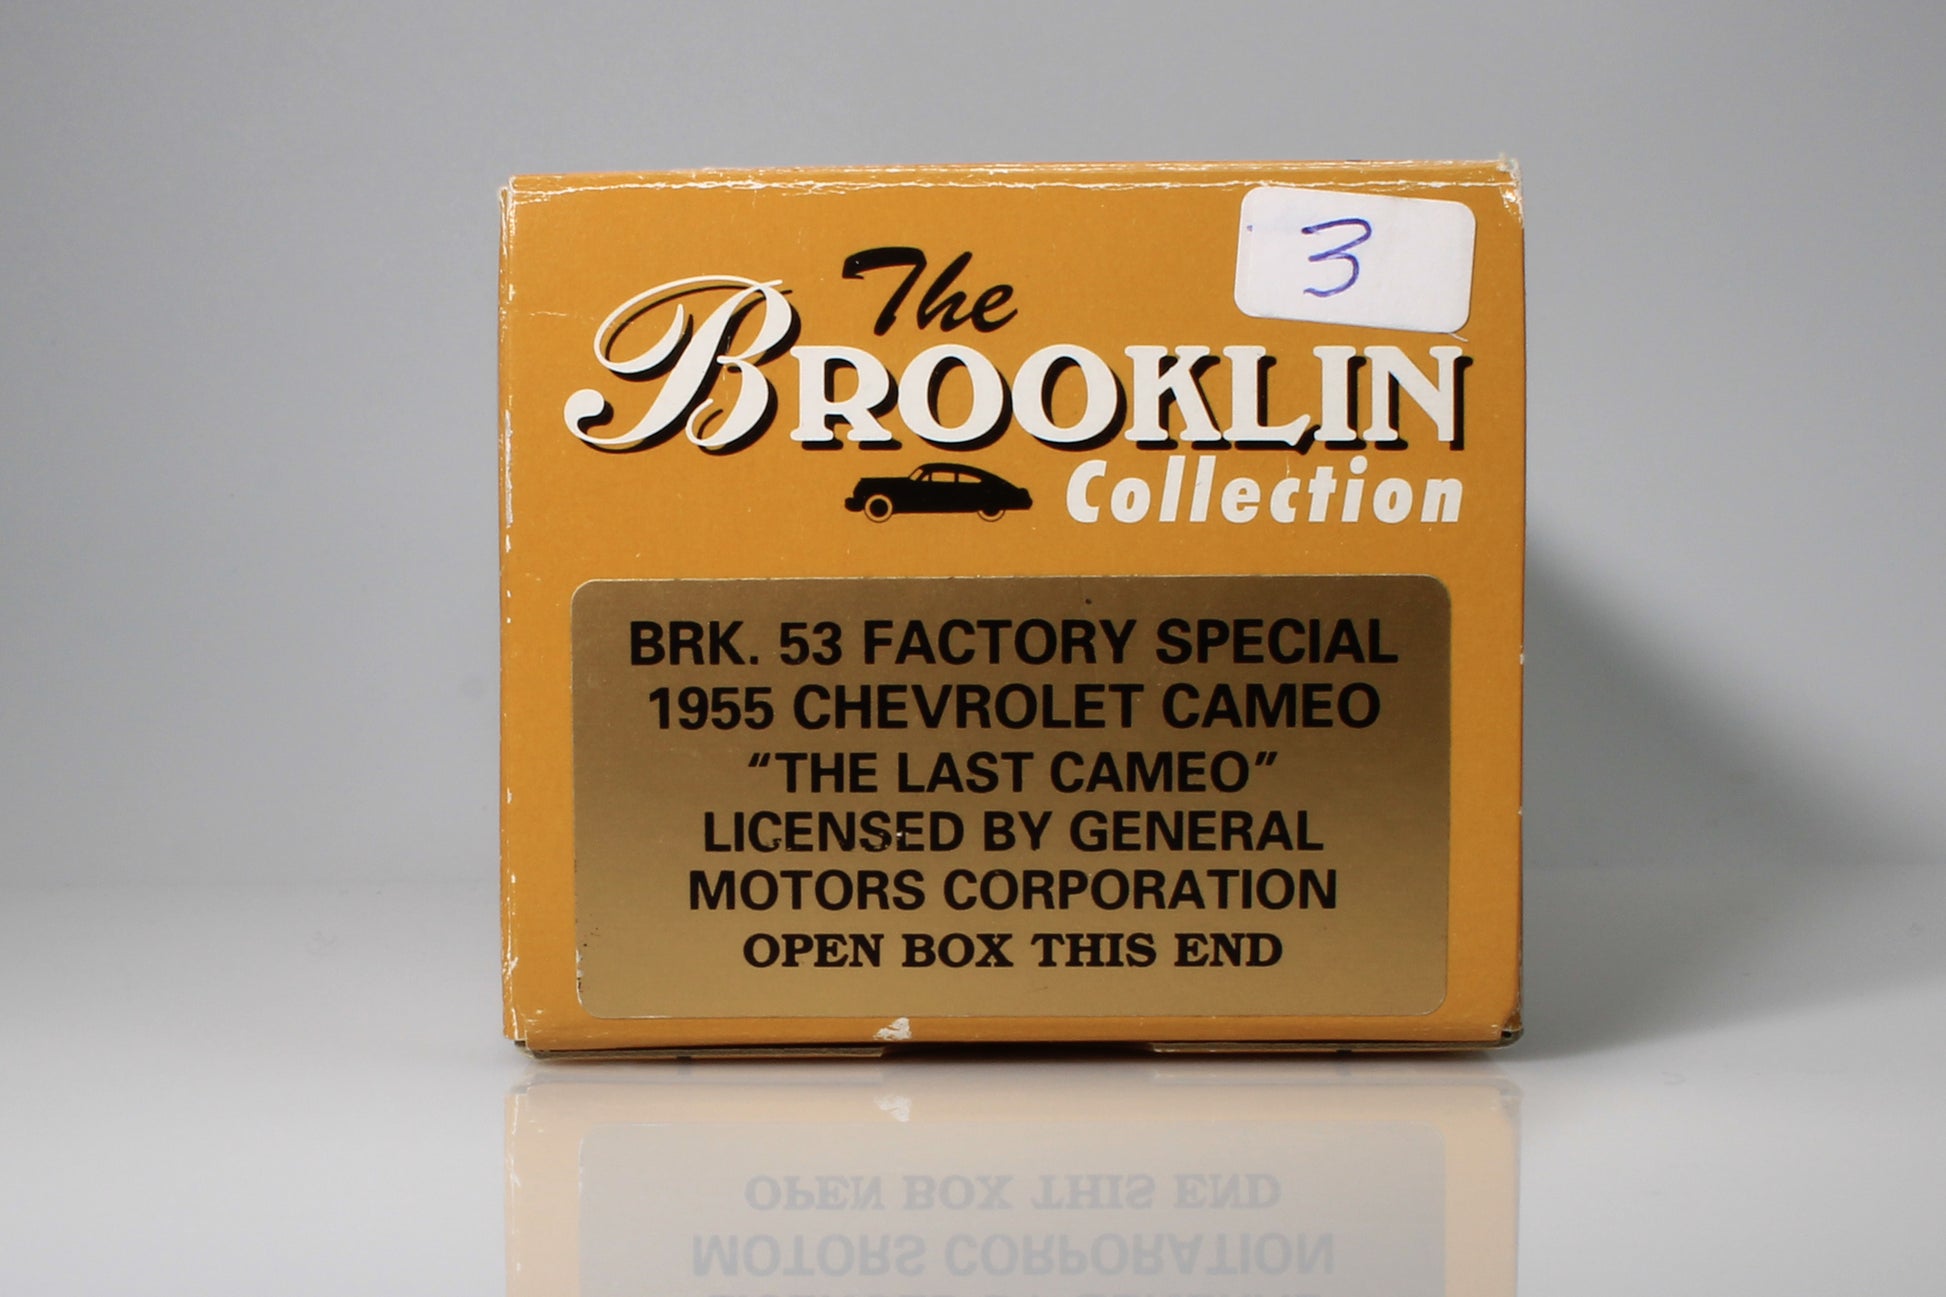 3
The
BROOKLIN
Collection
BRK. 53 FACTORY SPECIAL
1955 CHEVROLET CAMEO
"THE LAST CAMEO"
LICENSED BY GENERAL
MOTORS CORPORATION
OPEN BOX THIS END